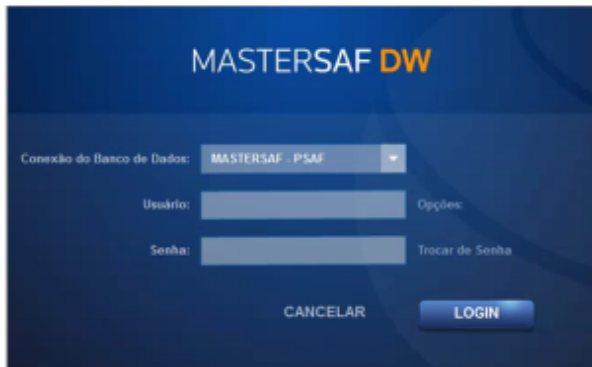 MASTERSAF DW
Conexão do Banco de Dados: MASTERSAF - PSAF
Usuário: Opções:
Senha: Trocar de Senha
CANCELAR LOGIN